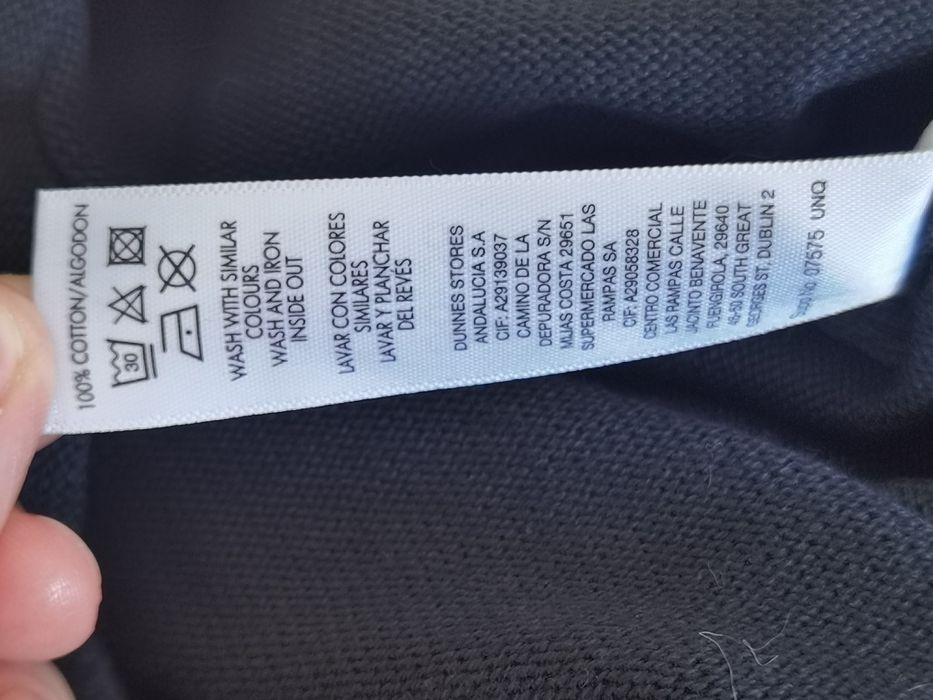 100% COTTON/ALGODON
30
WASH WITH SIMILAR
COLOURS
WASH AND IRON
INSIDE OUT
LAVAR CON COLORES
SIMILARES
LAVAR Y PLANCHAR
DEL REVES
DUNNES STORES
ANDALUCIA S.A
CIF: A29139037
CAMINO DE LA
DEPURADORA S/N
MIJAS COSTA 29651
SUPERMERCADO LAS
RAMPAS SA
CIF: A29058328
CENTRO COMERCIAL
LAS RAMPAS CALLE
JACINTO BENAVENTE
FUENGIROLA, 29640
46-50 SOUTH GREAT
GEORGES ST. DUBLIN 2
No 07575 UNQ